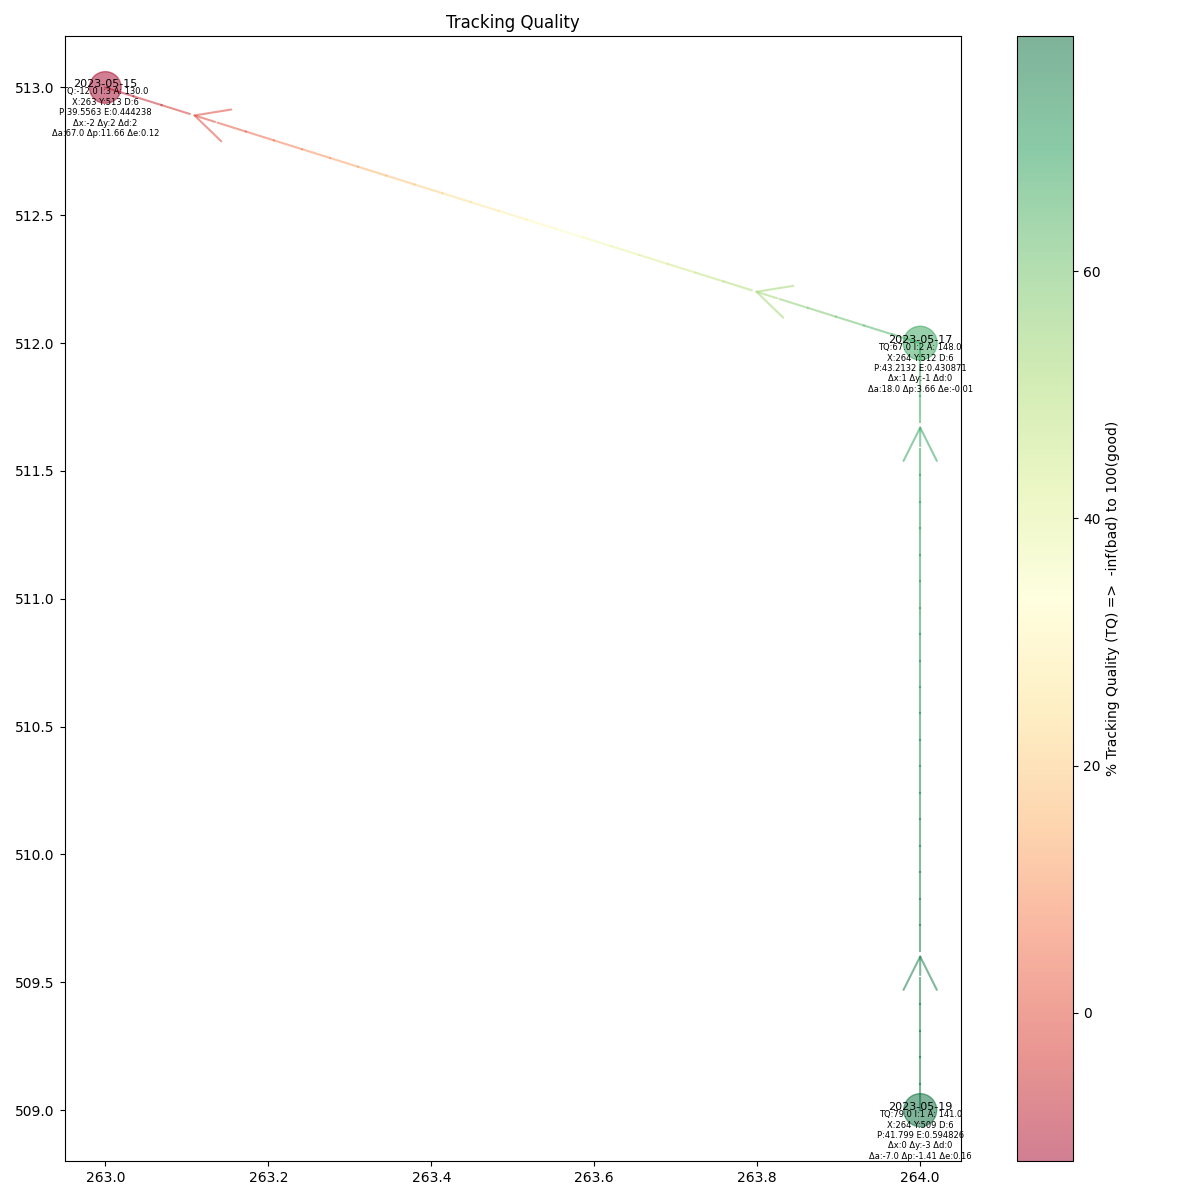 Tracking Quality
513.0
512.5
512.0
511.5
511.0
510.5
510.0
509.5
509.0
263.0
263.2
263.4
263.6
263.8
264.0
2023-05-15
TQ:-12.0 I:3 A: 130.0
X:263 Y:513 D:6
P:39.5563 E:0.444238
Δx:-2 Δy:2 Δd:2
Δa:67.0 Δp:11.66 Δe:0.12
2023-05-17
TQ:67.0 I:2 A: 148.0
X:264 Y:512 D:6
P:43.2132 E:0.430871
Δx:1 Δy:-1 Δd:0
Δa:18.0 Δp:3.66 Δe:-0.01
2023-05-19
TQ:79.0 I:1 A: 141.0
X:264 Y:509 D:6
P:41.799 E:0.594826
Δx:0 Δy:-3 Δd:0
Δa:-7.0 Δp:-1.41 Δe:0.16
60
40
20
0
% Tracking Quality (TQ) =>  -inf(bad) to 100(good)